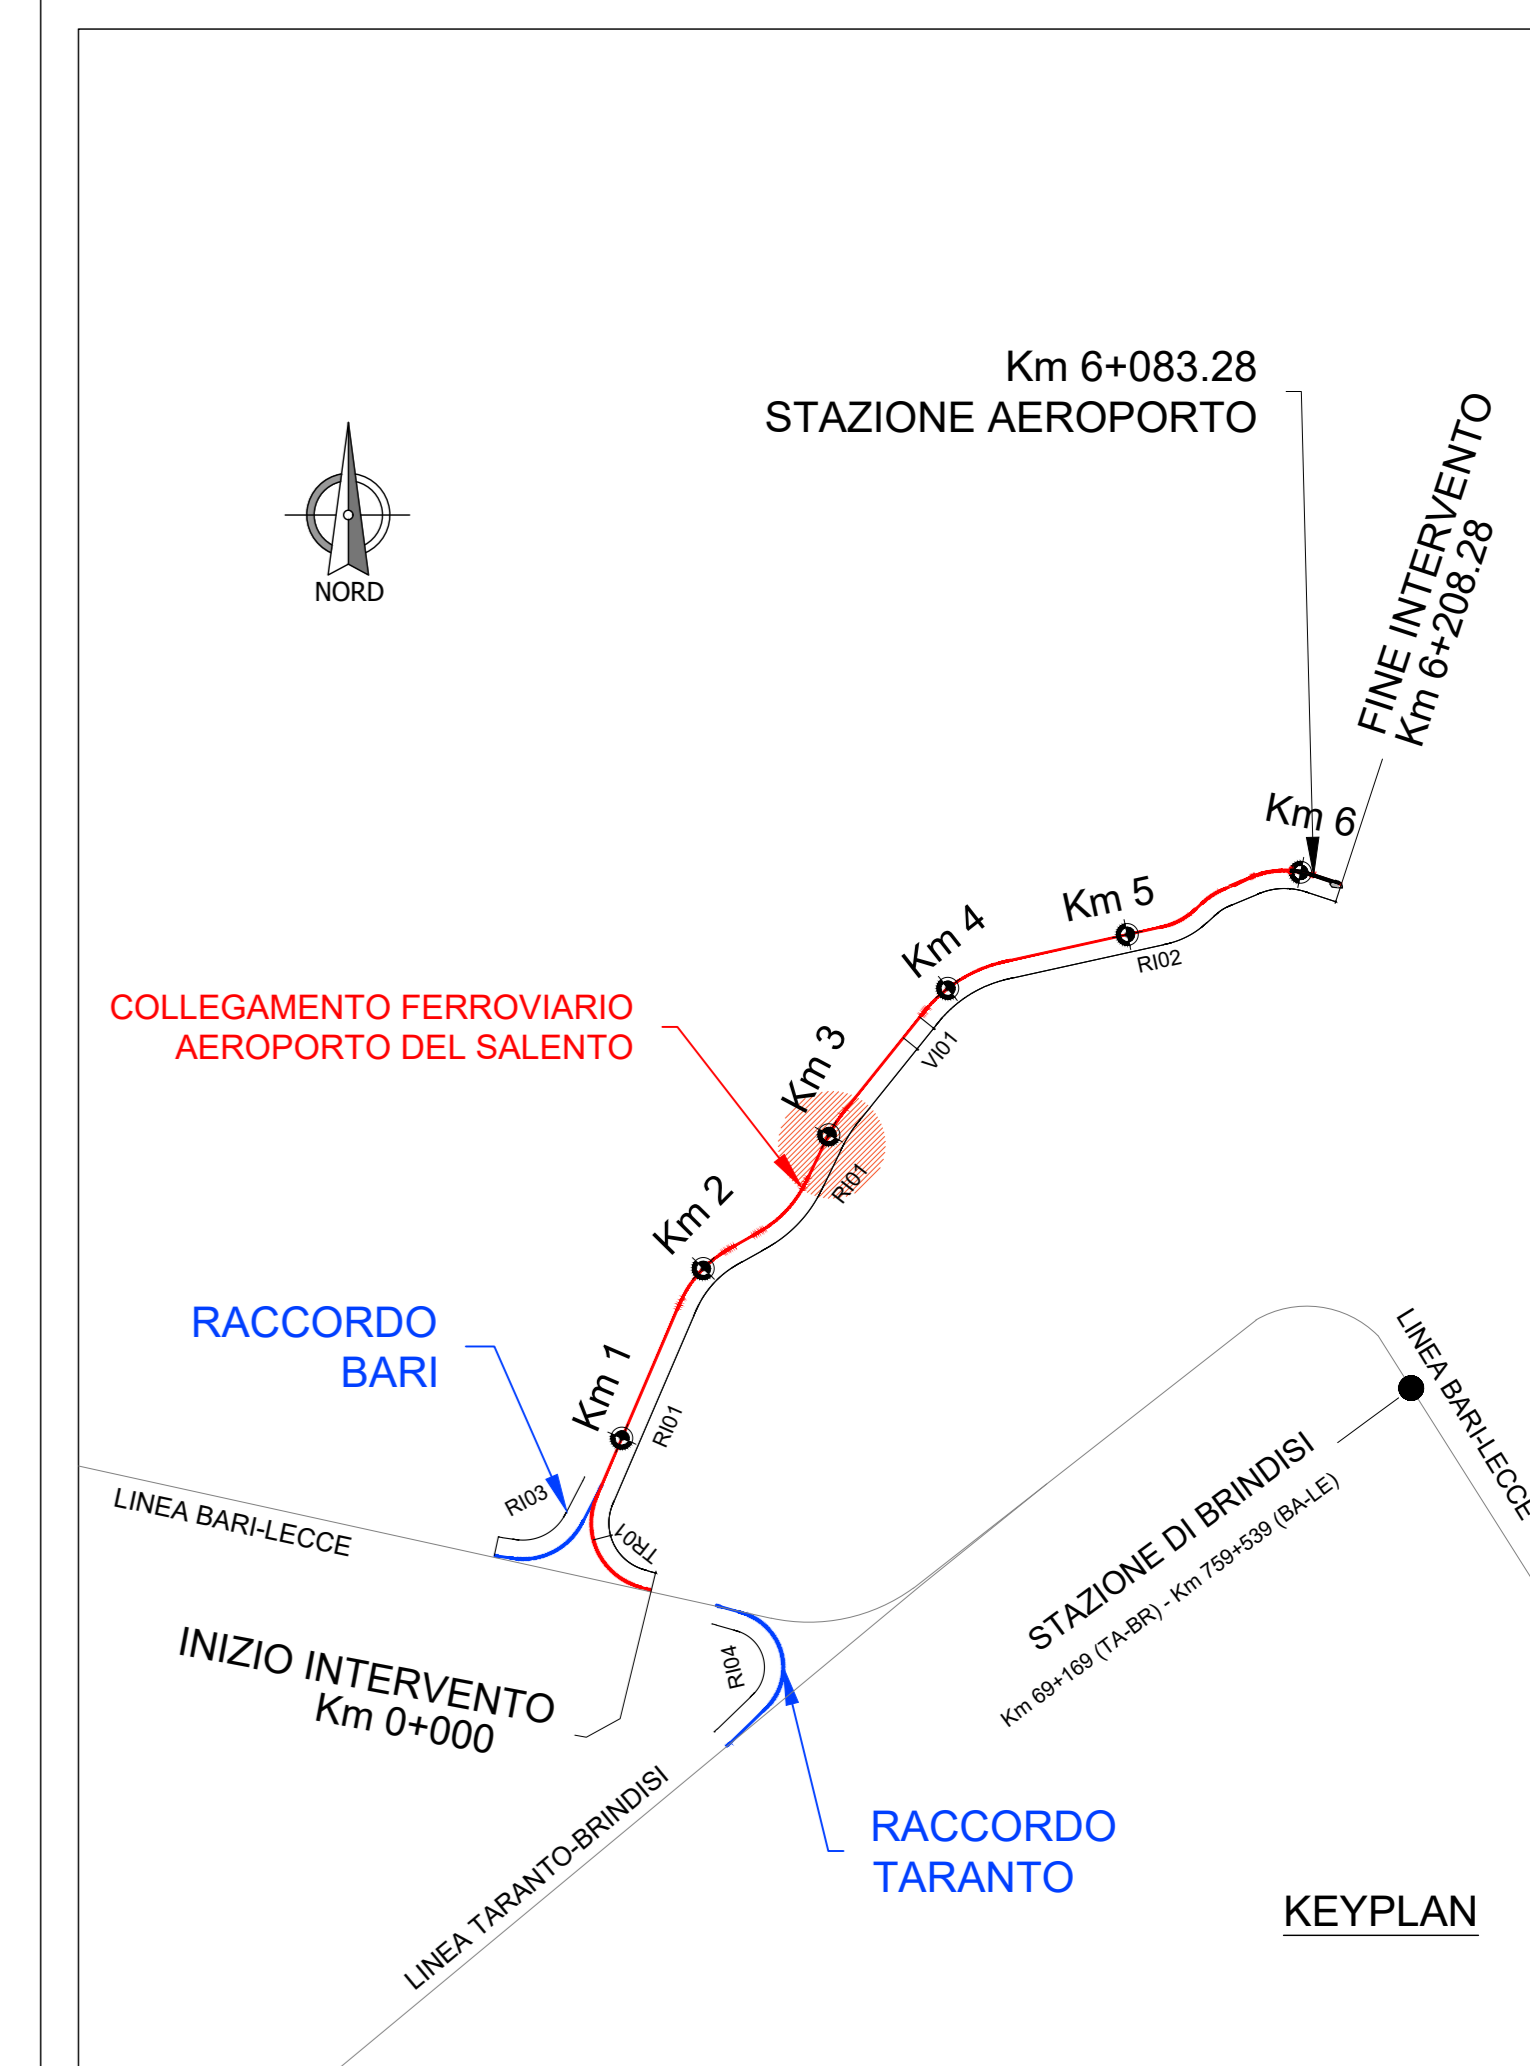 Km 6+083.28
STAZIONE AEROPORTO
FINE INTERVENTO
Km 6+208.28
NORD
Km 6
Km 5
Km 4
RI02
COLLEGAMENTO FERROVIARIO
AEROPORTO DEL SALENTO
Km 3
VI01
RI01
Km 2
RACCORDO
BARI
Km 1
RI01
LINEA BARI-LECCE
RI03
LINEA BARI-LECCE
TR01
STAZIONE DI BRINDISI
Km 69+169 (TA-BR) - Km 759+539 (BA-LE)
INIZIO INTERVENTO
Km 0+000
RI04
LINEA TARANTO-BRINDISI
RACCORDO
TARANTO
KEYPLAN